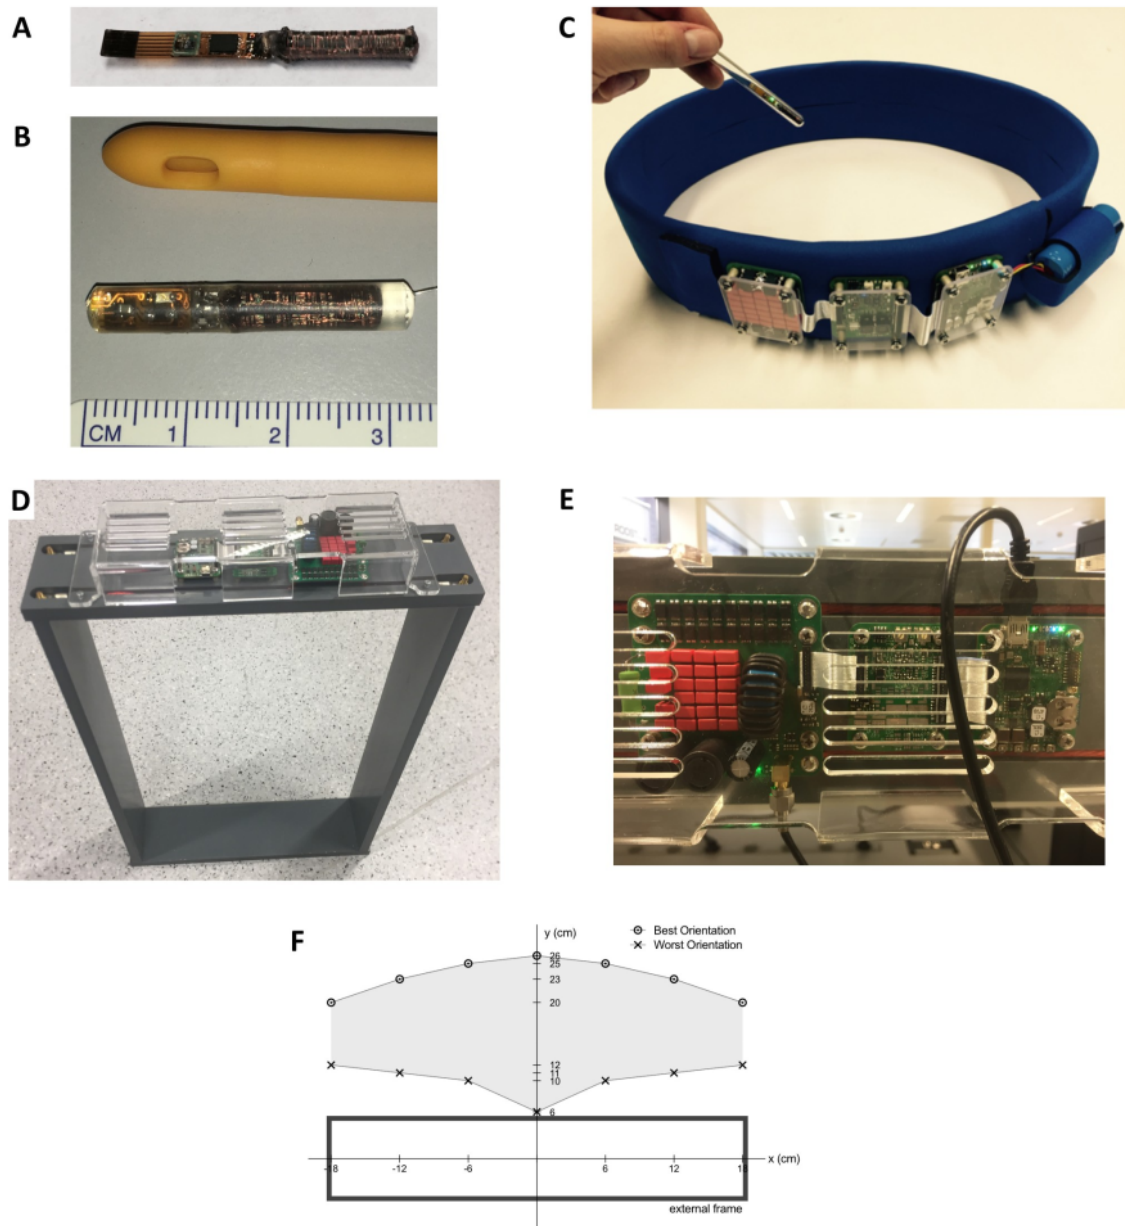 A
B
CM 1 2 3
C
D
E
F
y (cm)
Best Orientation
Worst Orientation
26
25
23
20
12
11
10
6
-18 -12 -6 6 12 18
x (cm)
external frame